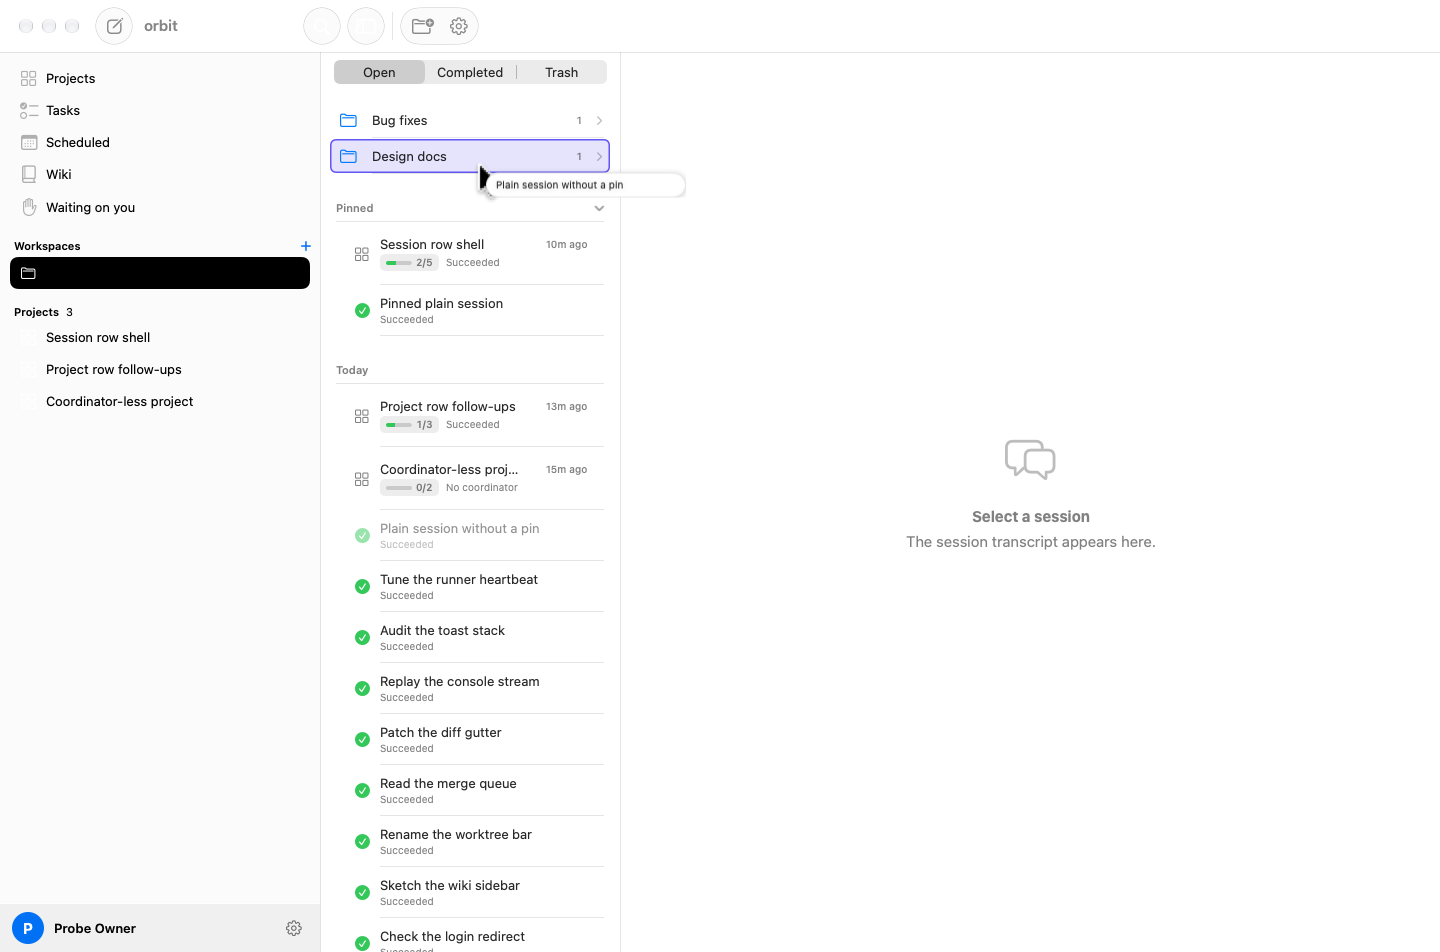 orbit
Projects
Tasks
Scheduled
Wiki
Waiting on you
Workspaces
Projects 3
Session row shell
Project row follow-ups
Coordinator-less project
P Probe Owner
Open Completed Trash
Bug fixes 1
Design docs 1
Plain session without a pin
Pinned
Session row shell 10m ago
2/5 Succeeded
Pinned plain session
Succeeded
Today
Project row follow-ups 13m ago
1/3 Succeeded
Coordinator-less proj... 15m ago
0/2 No coordinator
Plain session without a pin
Succeeded
Tune the runner heartbeat
Succeeded
Audit the toast stack
Succeeded
Replay the console stream
Succeeded
Patch the diff gutter
Succeeded
Read the merge queue
Succeeded
Rename the worktree bar
Succeeded
Sketch the wiki sidebar
Succeeded
Check the login redirect
Select a session
The session transcript appears here.